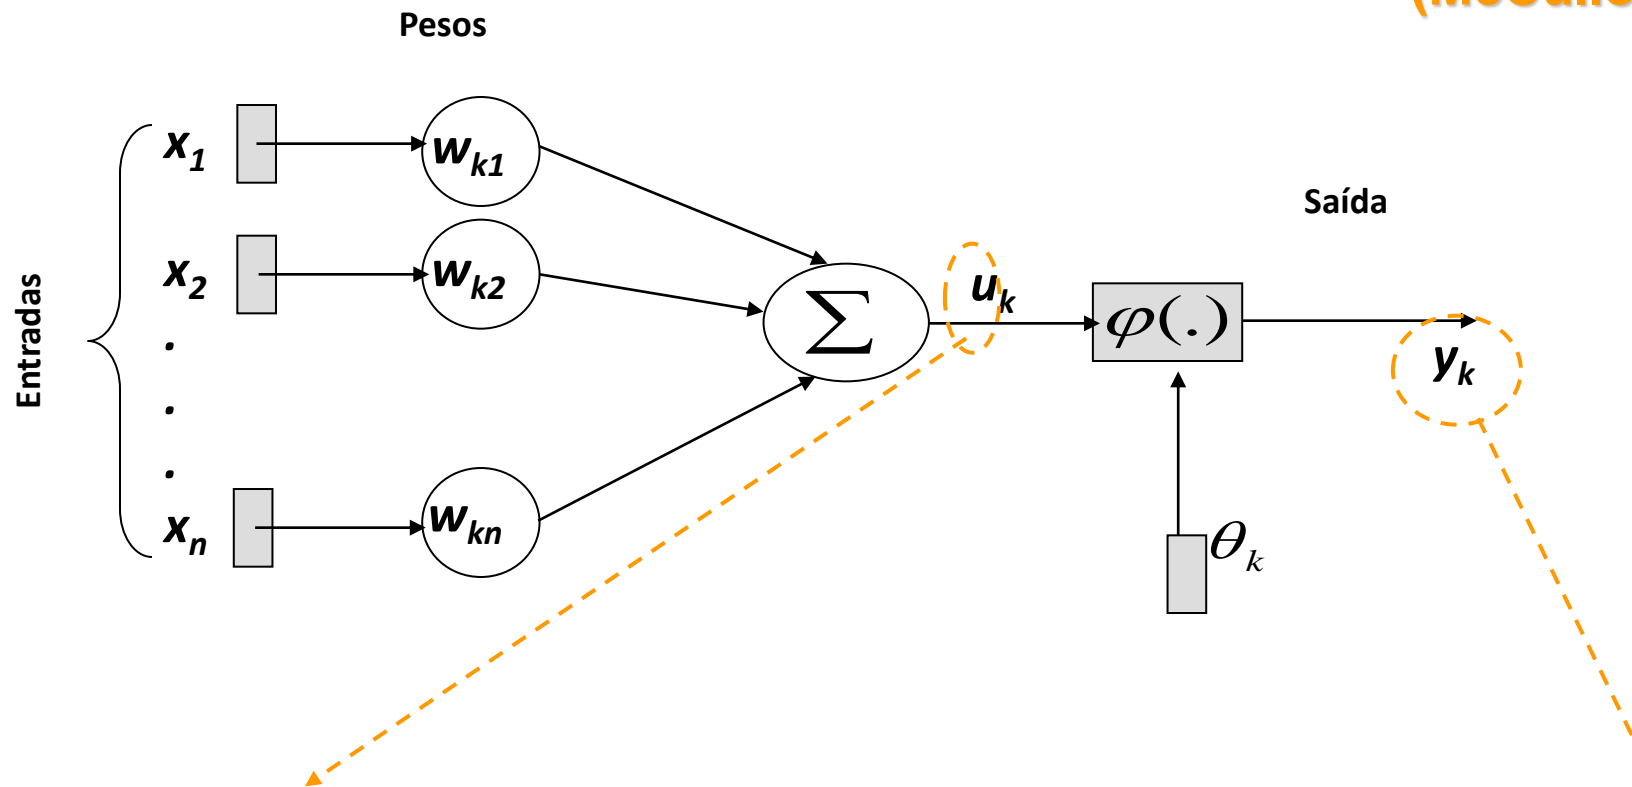 Pesos
Entradas
x1
wk1
x2
wk2
.
.
.
xn
wkn
∑
uk
φ(.)
θk
Saída
yk